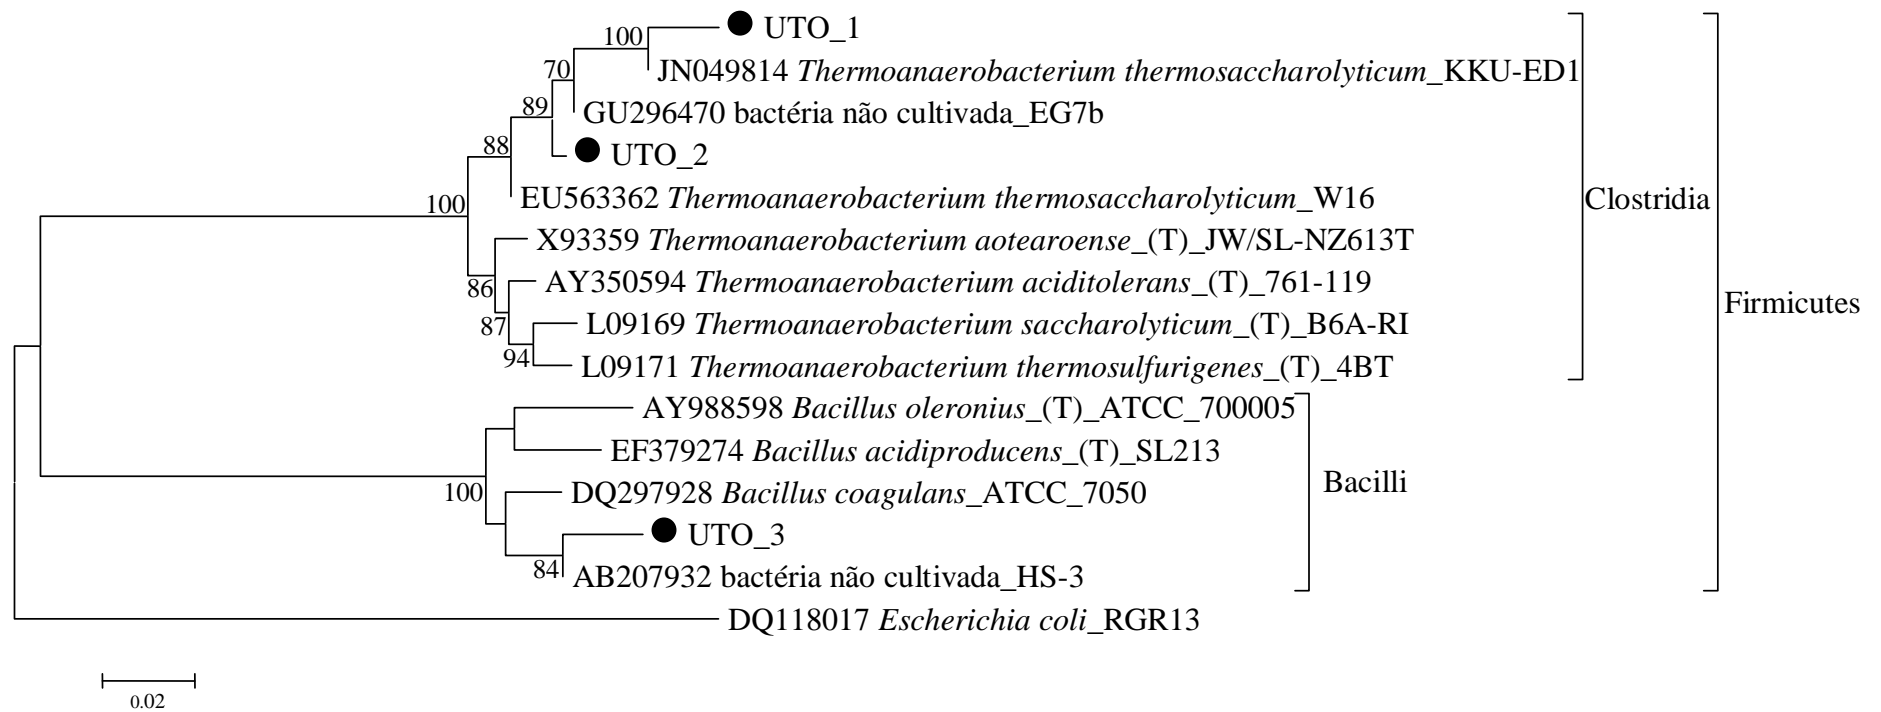 UTO_1
100
JN049814 Thermoanaerobacterium thermosaccharolyticum_KKU-ED1
70
89
GU296470 bactéria não cultivada_EG7b
88
UTO_2
EU563362 Thermoanaerobacterium thermosaccharolyticum_W16
Clostridia
100
X93359 Thermoanaerobacterium aotearoense_(T)_JW/SL-NZ613T
AY350594 Thermoanaerobacterium aciditolerans_(T)_761-119
86
Firmicutes
L09169 Thermoanaerobacterium saccharolyticum_(T)_B6A-RI
87
94
L09171 Thermoanaerobacterium thermosulfurigenes_(T)_4BT
AY988598 Bacillus oleronius_(T)_ATCC_700005
EF379274 Bacillus acidiproducens_(T)_SL213
Bacilli
100
DQ297928 Bacillus coagulans_ATCC_7050
UTO_3
84
AB207932 bactéria não cultivada_HS-3
DQ118017 Escherichia coli_RGR13
0.02